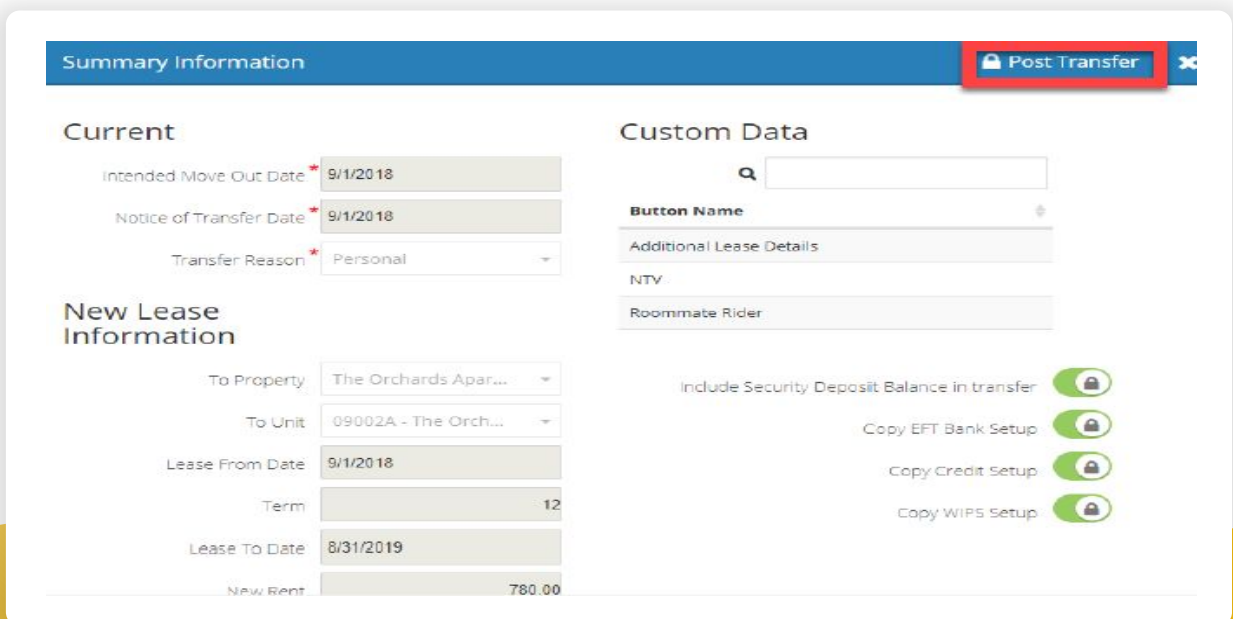 Summary Information
Post Transfer
Current
Intended Move Out Date * 9/1/2018
Notice of Transfer Date * 9/1/2018
Transfer Reason * Personal
New Lease
Information
To Property The Orchards Apar...
To Unit 09002A - The Orch...
Lease From Date 9/1/2018
Term 12
Lease To Date 8/31/2019
New Rent 780.00
Custom Data
Button Name
Additional Lease Details
NTV
Roommate Rider
Include Security Deposiit Balance in transfer
Copy EFT Bank Setup
Copy Credit Setup
Copy WIPS Setup